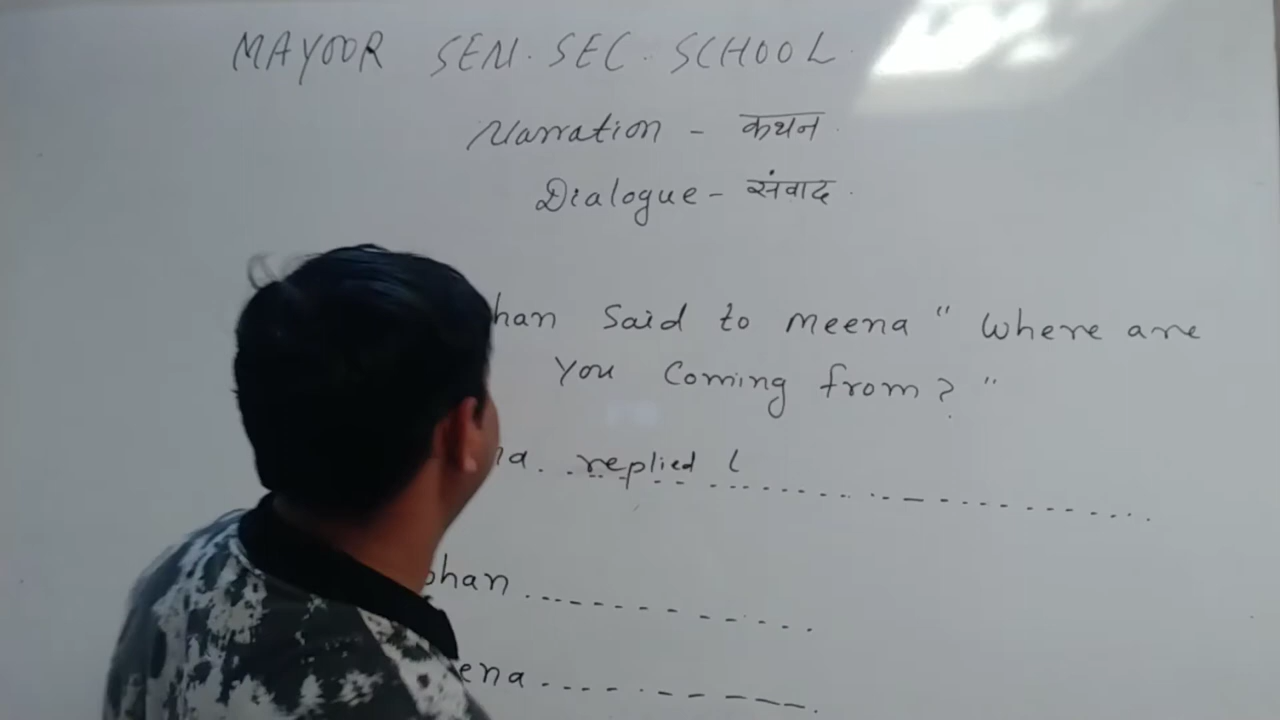 MAYOOR SEN. SEC. SCHOOL.
Narration - कथन.
Dialogue - संवाद.
han said to meena " Where are
You Coming from? "
na. replied (
ohan
ena